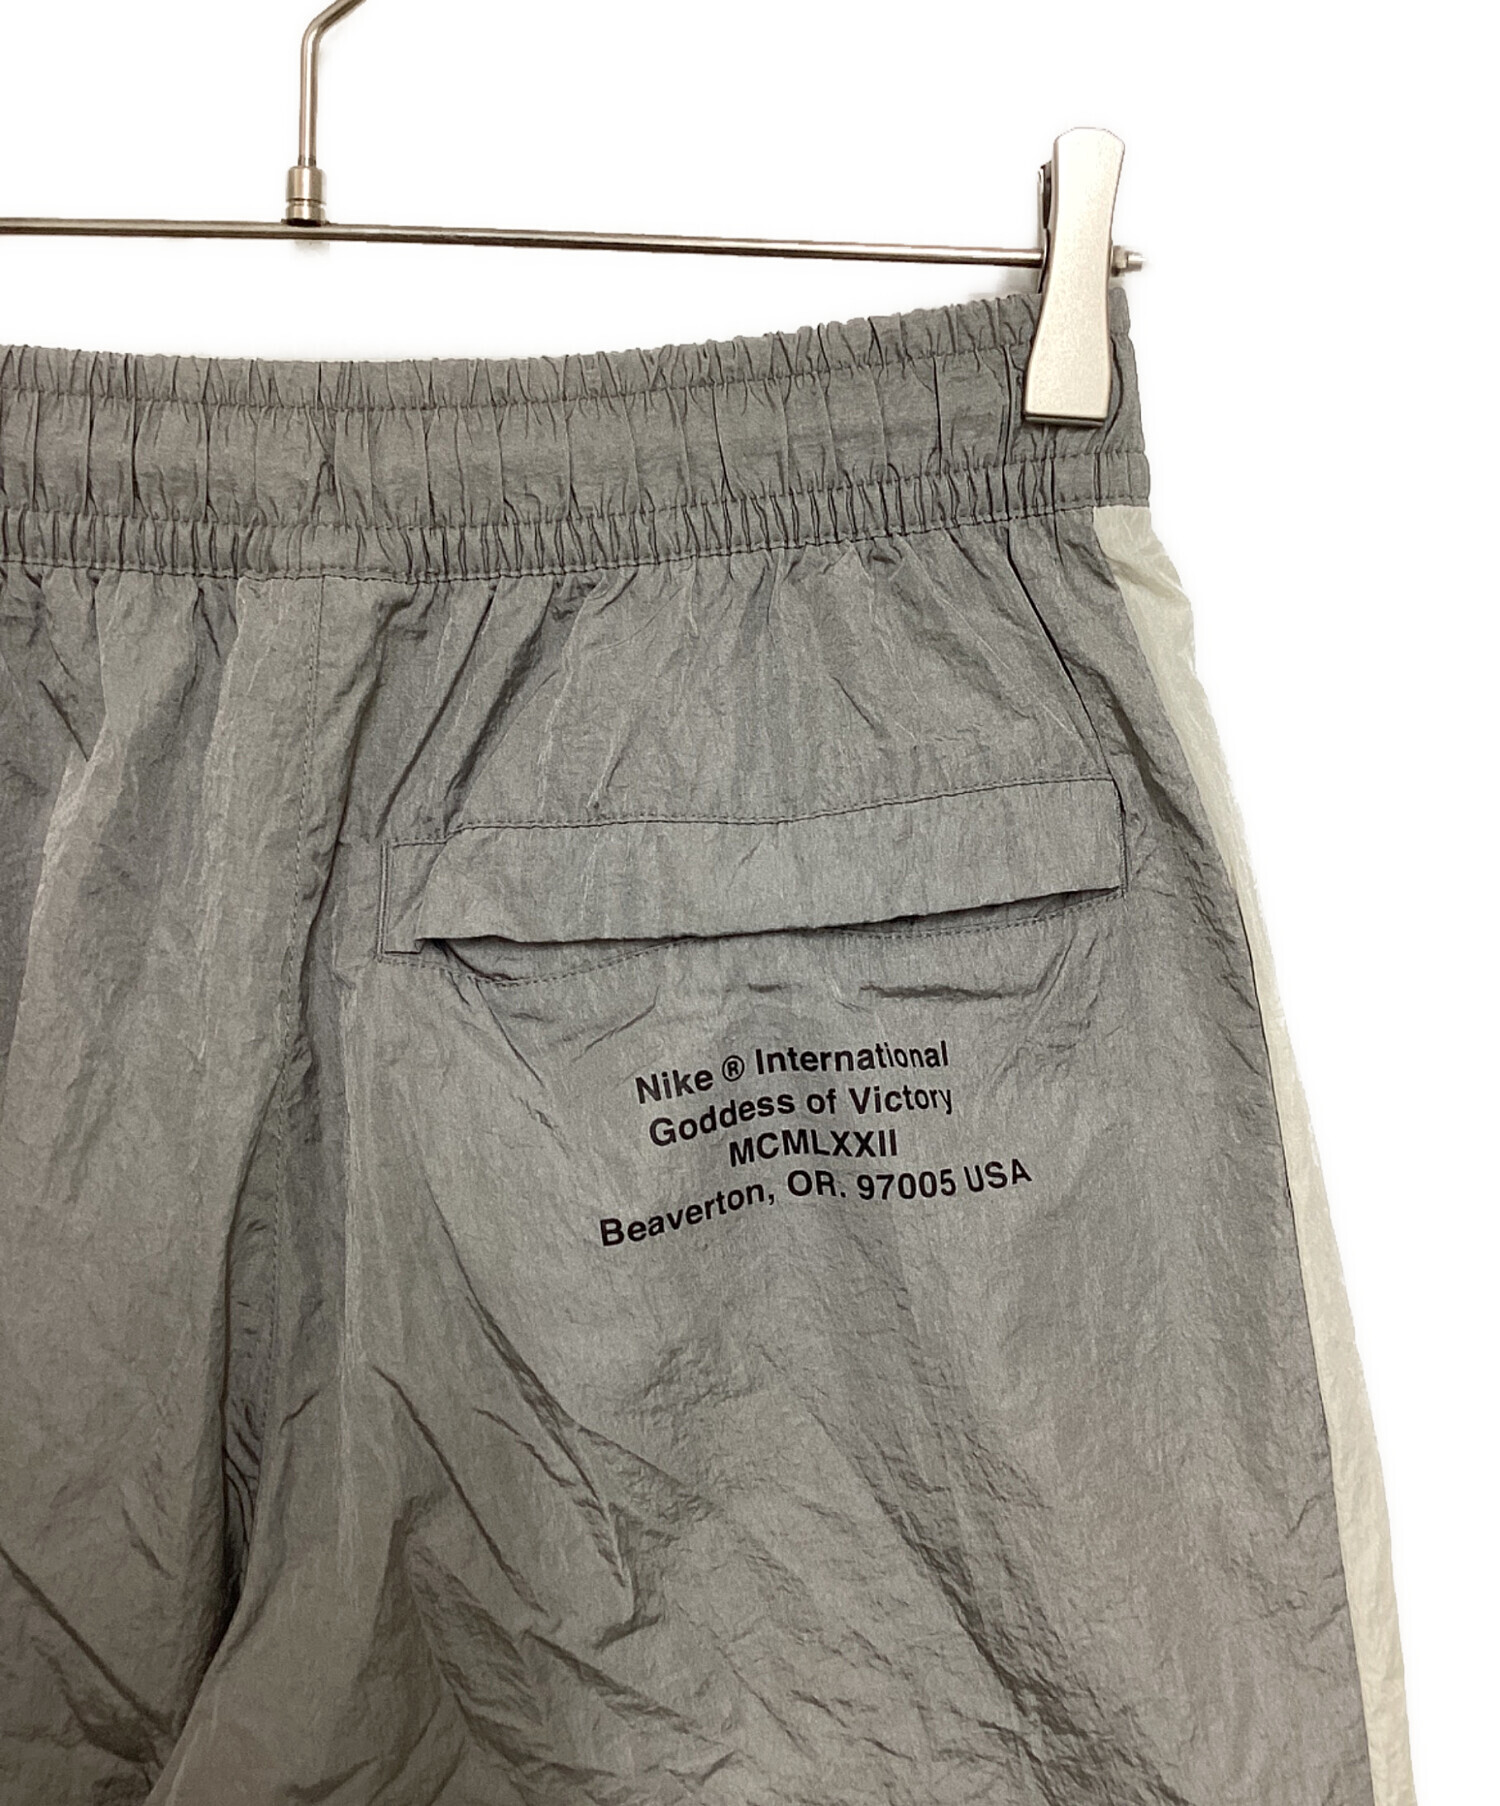 Nike ® International
Goddess of Victory
MCMLXXII
Beaverton, OR. 97005 USA